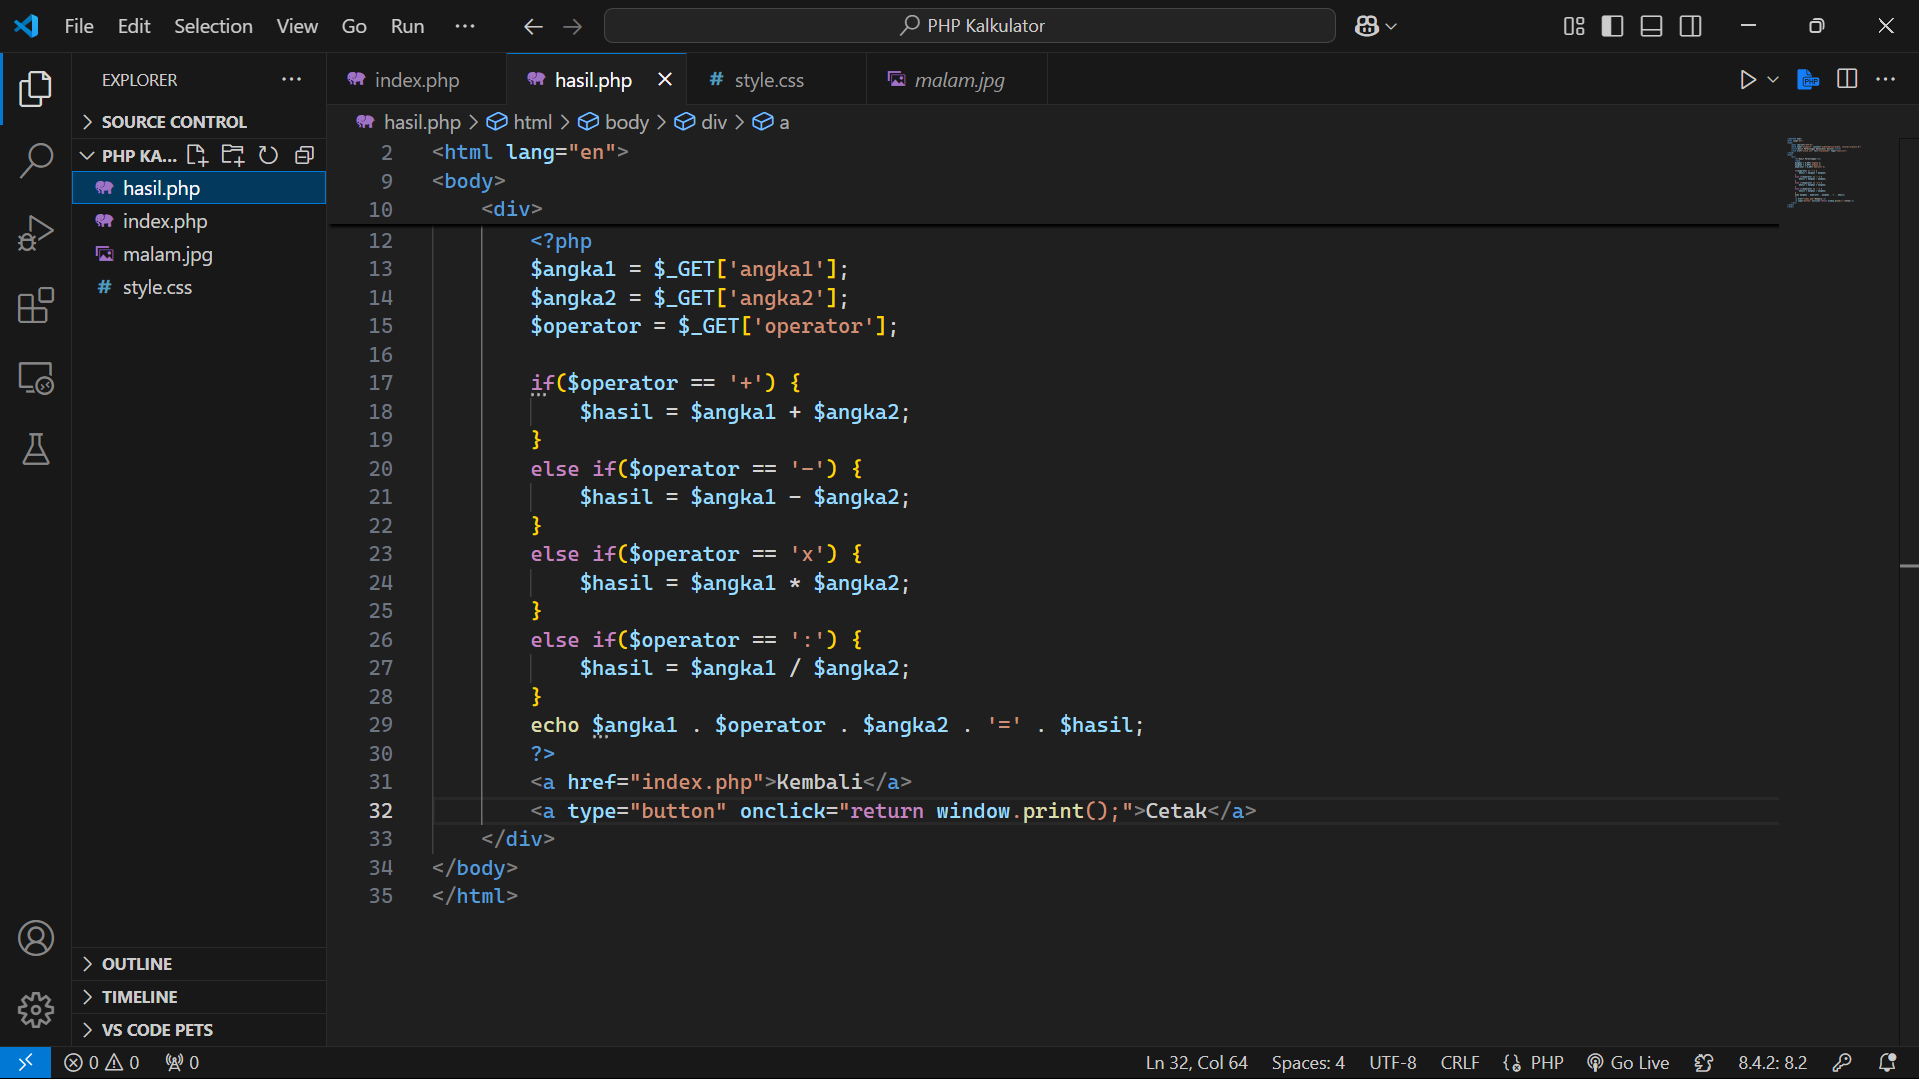 File Edit Selection View Go Run ··· PHP Kalkulator
EXPLORER ···
SOURCE CONTROL
PHP KA...
hasil.php
index.php
malam.jpg
# style.css
OUTLINE
TIMELINE
VS CODE PETS
index.php hasil.php # style.css malam.jpg
hasil.php > html > body > div > a
2 <html lang="en">
9 <body>
10 <div>
12 <?php
13 $angka1 = $_GET['angka1'];
14 $angka2 = $_GET['angka2'];
15 $operator = $_GET['operator'];
16
17 if($operator == '+') {
18 $hasil = $angka1 + $angka2;
19 }
20 else if($operator == '-') {
21 $hasil = $angka1 - $angka2;
22 }
23 else if($operator == 'x') {
24 $hasil = $angka1 * $angka2;
25 }
26 else if($operator == ':') {
27 $hasil = $angka1 / $angka2;
28 }
29 echo $angka1 . $operator . $angka2 . '=' . $hasil;
30 ?>
31 <a href="index.php">Kembali</a>
32 <a type="button" onclick="return window.print();">Cetak</a>
33 </div>
34 </body>
35 </html>
0 0 0 Ln 32, Col 64 Spaces: 4 UTF-8 CRLF PHP Go Live 8.4.2: 8.2